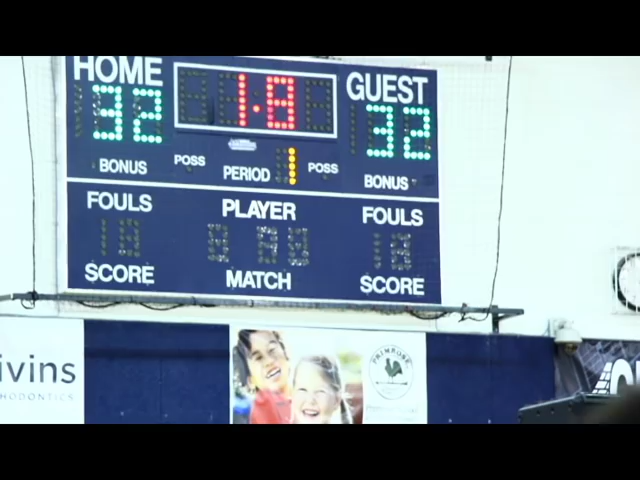 HOME
GUEST
32
1.8
32
BONUS
POSS
PERIOD
1
POSS
BONUS
FOULS
PLAYER
FOULS
SCORE
MATCH
SCORE
ivins
HODONTICS
PRIMROSE